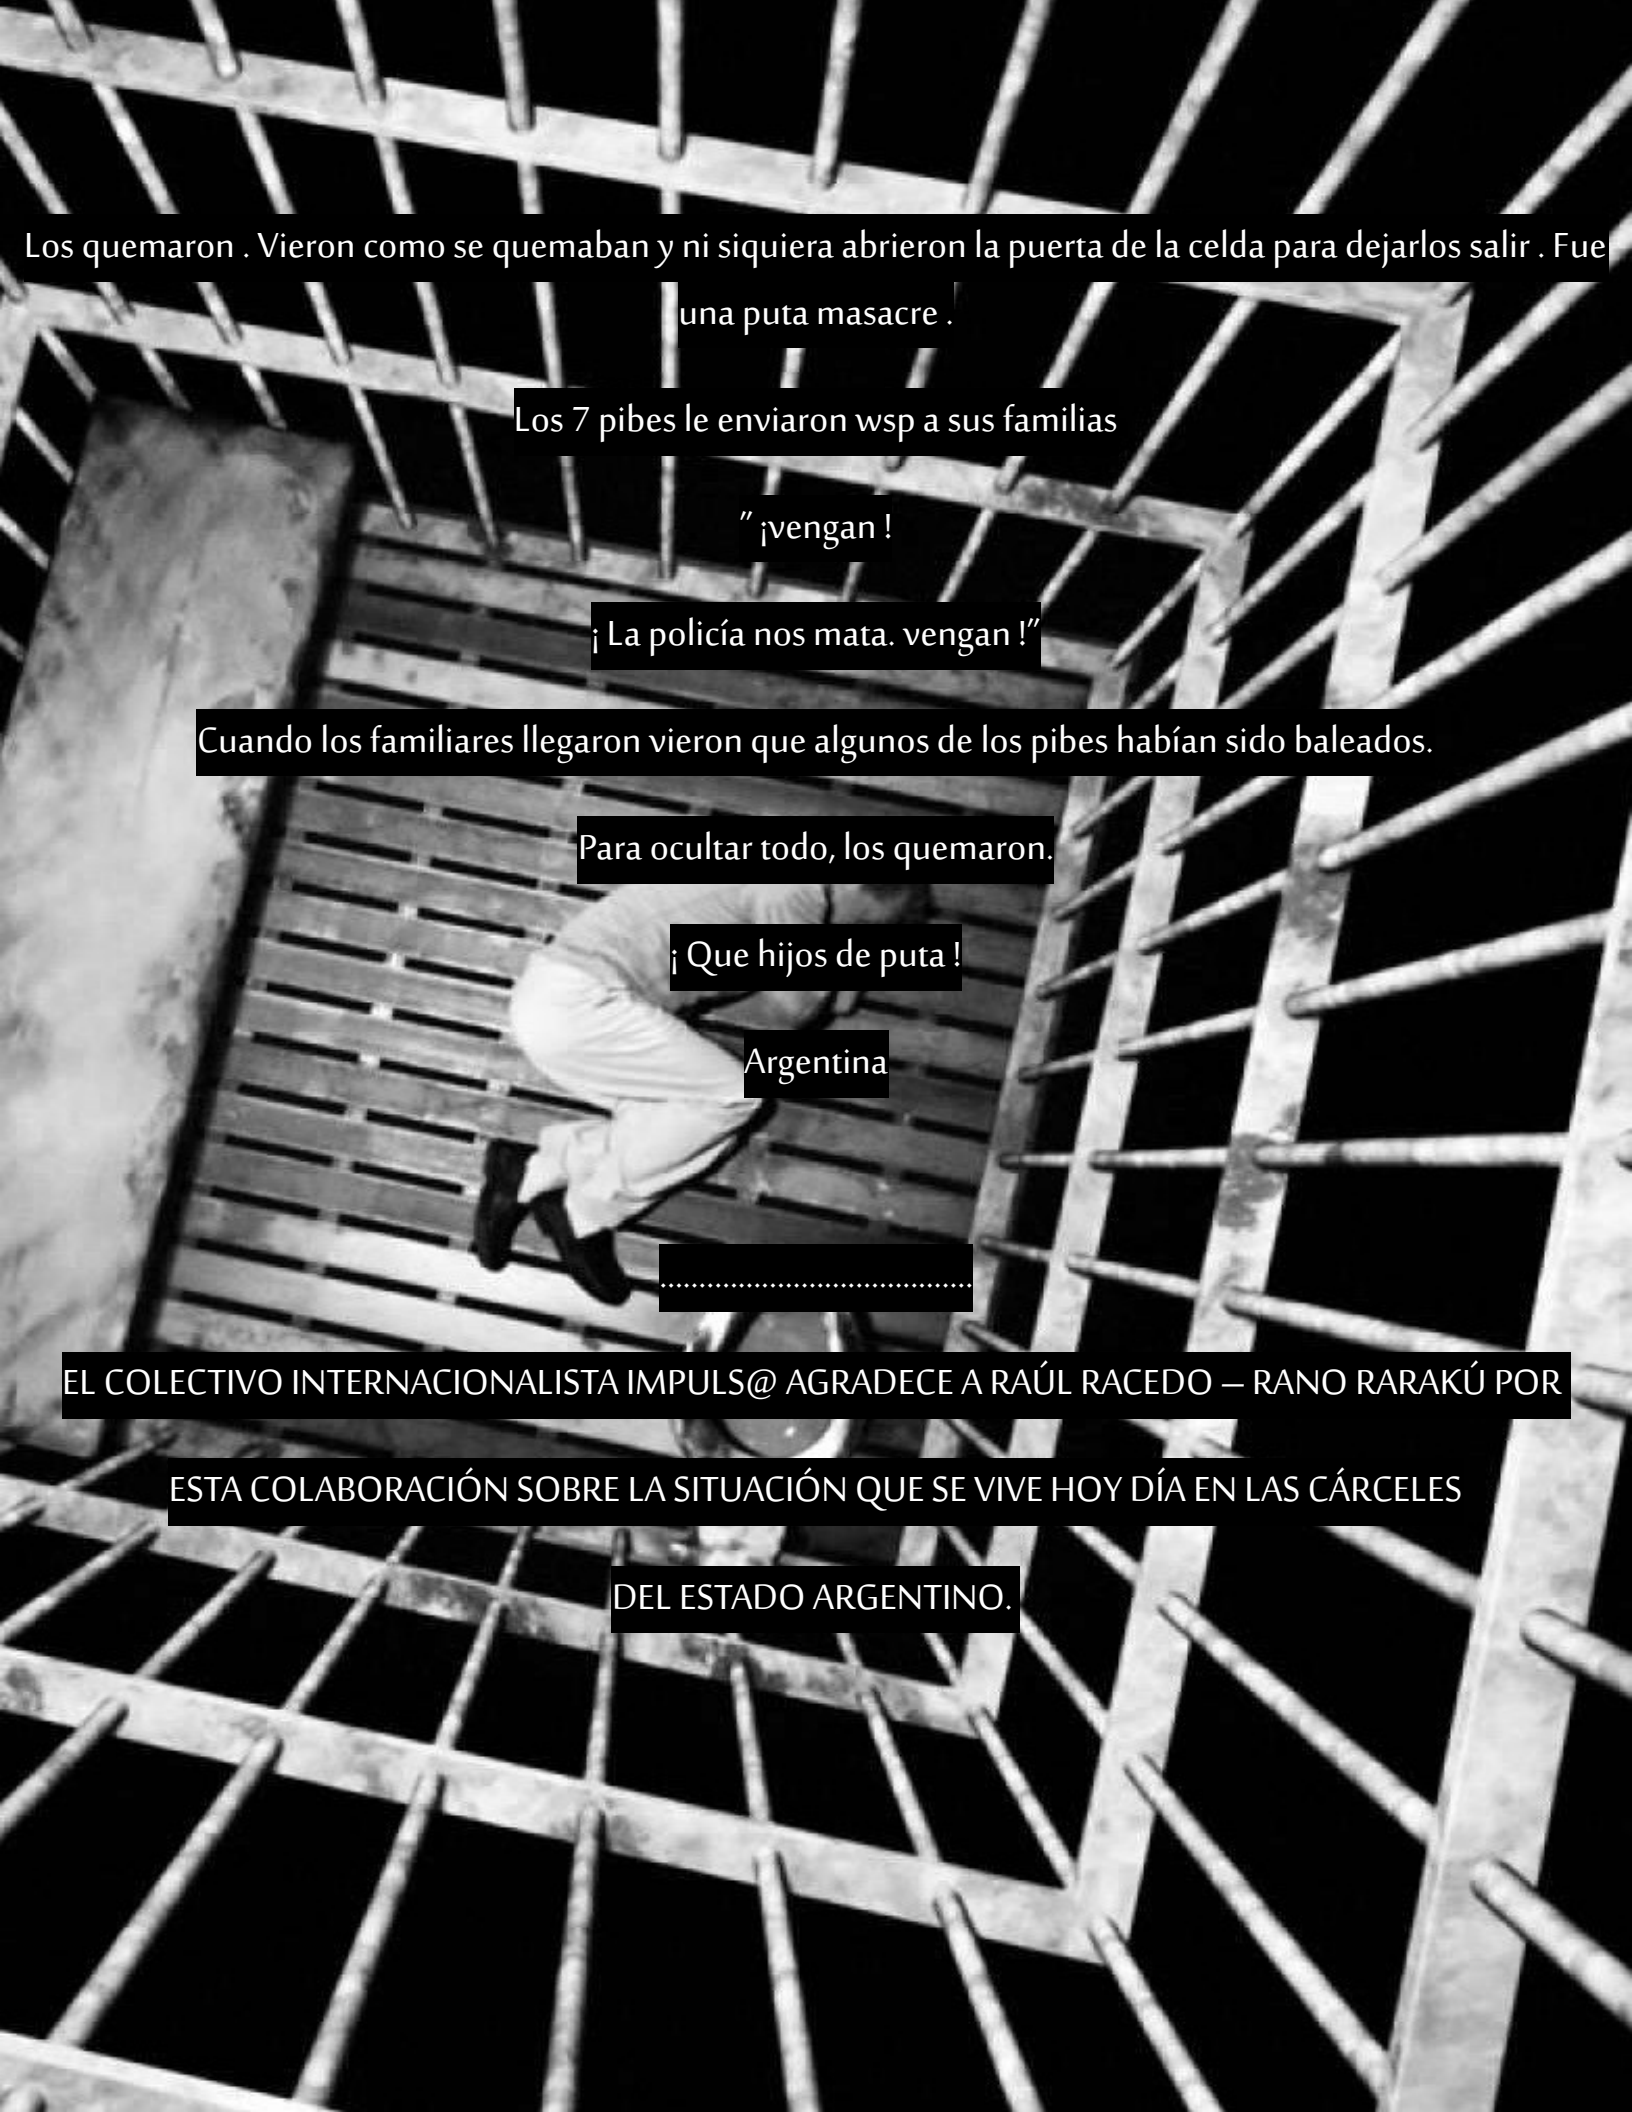 Los quemaron . Vieron como se quemaban y ni siquiera abrieron la puerta de la celda para dejarlos salir . Fue
una puta masacre .
Los 7 pibes le enviaron wsp a sus familias
" ¡vengan !
¡ La policía nos mata. vengan !"
Cuando los familiares llegaron vieron que algunos de los pibes habían sido baleados.
Para ocultar todo, los quemaron.
¡ Que hijos de puta !
Argentina
........................................
EL COLECTIVO INTERNACIONALISTA IMPULS@ AGRADECE A RAÚL RACEDO – RANO RARAKÚ POR
ESTA COLABORACIÓN SOBRE LA SITUACIÓN QUE SE VIVE HOY DÍA EN LAS CÁRCELES
DEL ESTADO ARGENTINO.